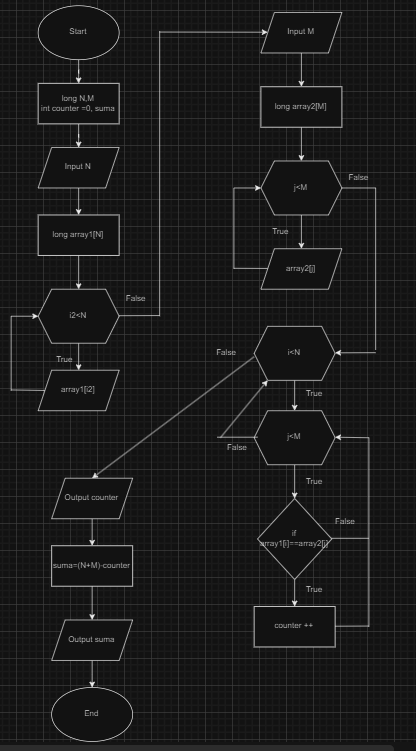 Start
long N,M
int counter =0, suma
Input N
long array1[N]
i2<N
False
True
array1[i2]
Input M
long array2[M]
j<M
False
True
array2[j]
i<N
False
True
j<M
False
True
if
array1[i]==array2[j]
False
True
counter ++
Output counter
suma=(N+M)-counter
Output suma
End